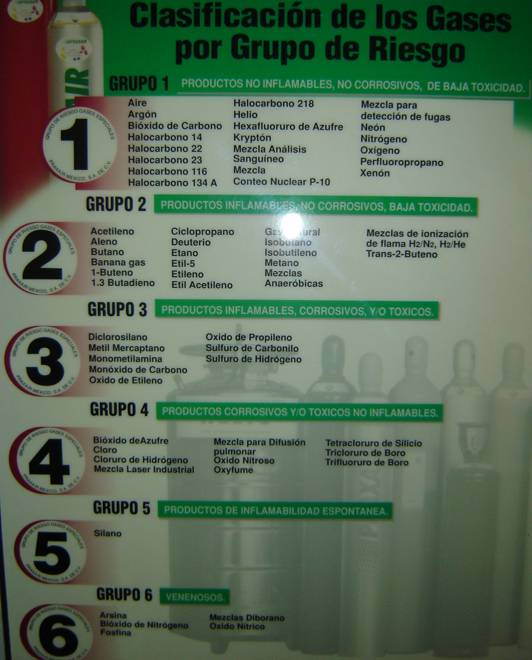 Clasificación de los Gases
por Grupo de Riesgo
AIR
GRUPO 1 PRODUCTOS NO INFLAMABLES, NO CORROSIVOS, DE BAJA TOXICIDAD.
1
Aire
Argón
Bióxido de Carbono
Halocarbono 14
Halocarbono 22
Halocarbono 23
Halocarbono 116
Halocarbono 134 A
Halocarbono 218
Helio
Hexafluoruro de Azufre
Kryptón
Mezcla Análisis
Sanguíneo
Mezcla
Conteo Nuclear P-10
Mezcla para
detección de fugas
Neón
Nitrógeno
Oxígeno
Perfluoropropano
Xenón
GRUPO 2 PRODUCTOS INFLAMABLES, NO CORROSIVOS, BAJA TOXICIDAD.
2
Acetileno
Aleno
Butano
Banana gas
1-Buteno
1.3 Butadieno
Ciclopropano
Deuterio
Etano
Etil-5
Etileno
Etil Acetileno
Isobutano
Isobutileno
Metano
Mezclas
Anaeróbicas
Mezclas de ionización
de flama H2/N2, H2/He
Trans-2-Buteno
GRUPO 3 PRODUCTOS INFLAMABLES, CORROSIVOS, Y/O TOXICOS.
3
Diclorosilano
Metil Mercaptano
Monometilamina
Monóxido de Carbono
Oxido de Etileno
Oxido de Propileno
Sulfuro de Carbonilo
Sulfuro de Hidrógeno
GRUPO 4 PRODUCTOS CORROSIVOS Y/O TOXICOS NO INFLAMABLES.
4
Bióxido deAzufre
Cloro
Cloruro de Hidrógeno
Mezcla Laser Industrial
Mezcla para Difusión
pulmonar
Oxido Nitroso
Oxyfume
Tetracloruro de Silicio
Tricloruro de Boro
Trifluoruro de Boro
GRUPO 5 PRODUCTOS DE INFLAMABILIDAD ESPONTANEA.
5
Silano
GRUPO 6 VENENOSOS.
6
Arsina
Bióxido de Nitrógeno
Fosfina
Mezclas Diborano
Oxido Nítrico